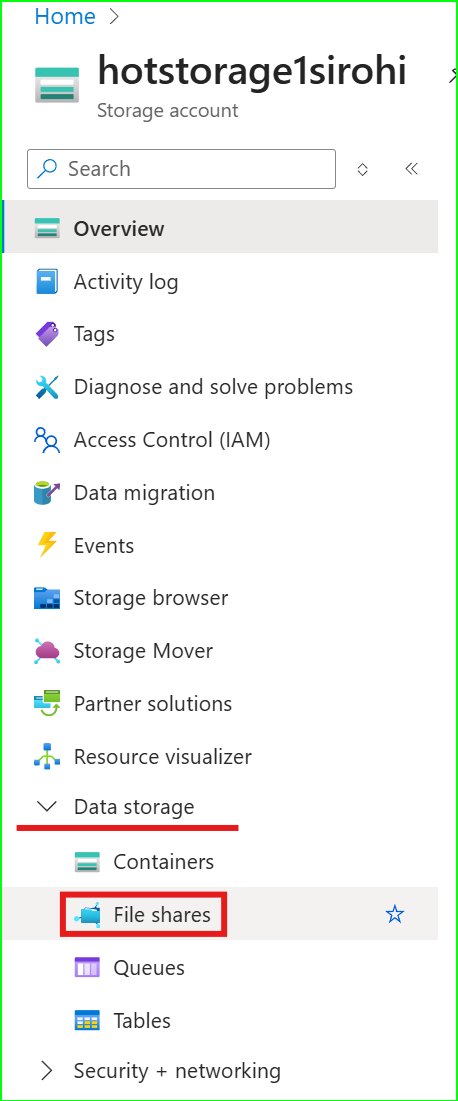 Home
hotstorage1sirohi
Storage account
Search
Overview
Activity log
Tags
Diagnose and solve problems
Access Control (IAM)
Data migration
Events
Storage browser
Storage Mover
Partner solutions
Resource visualizer
Data storage
Containers
File shares
Queues
Tables
Security + networking